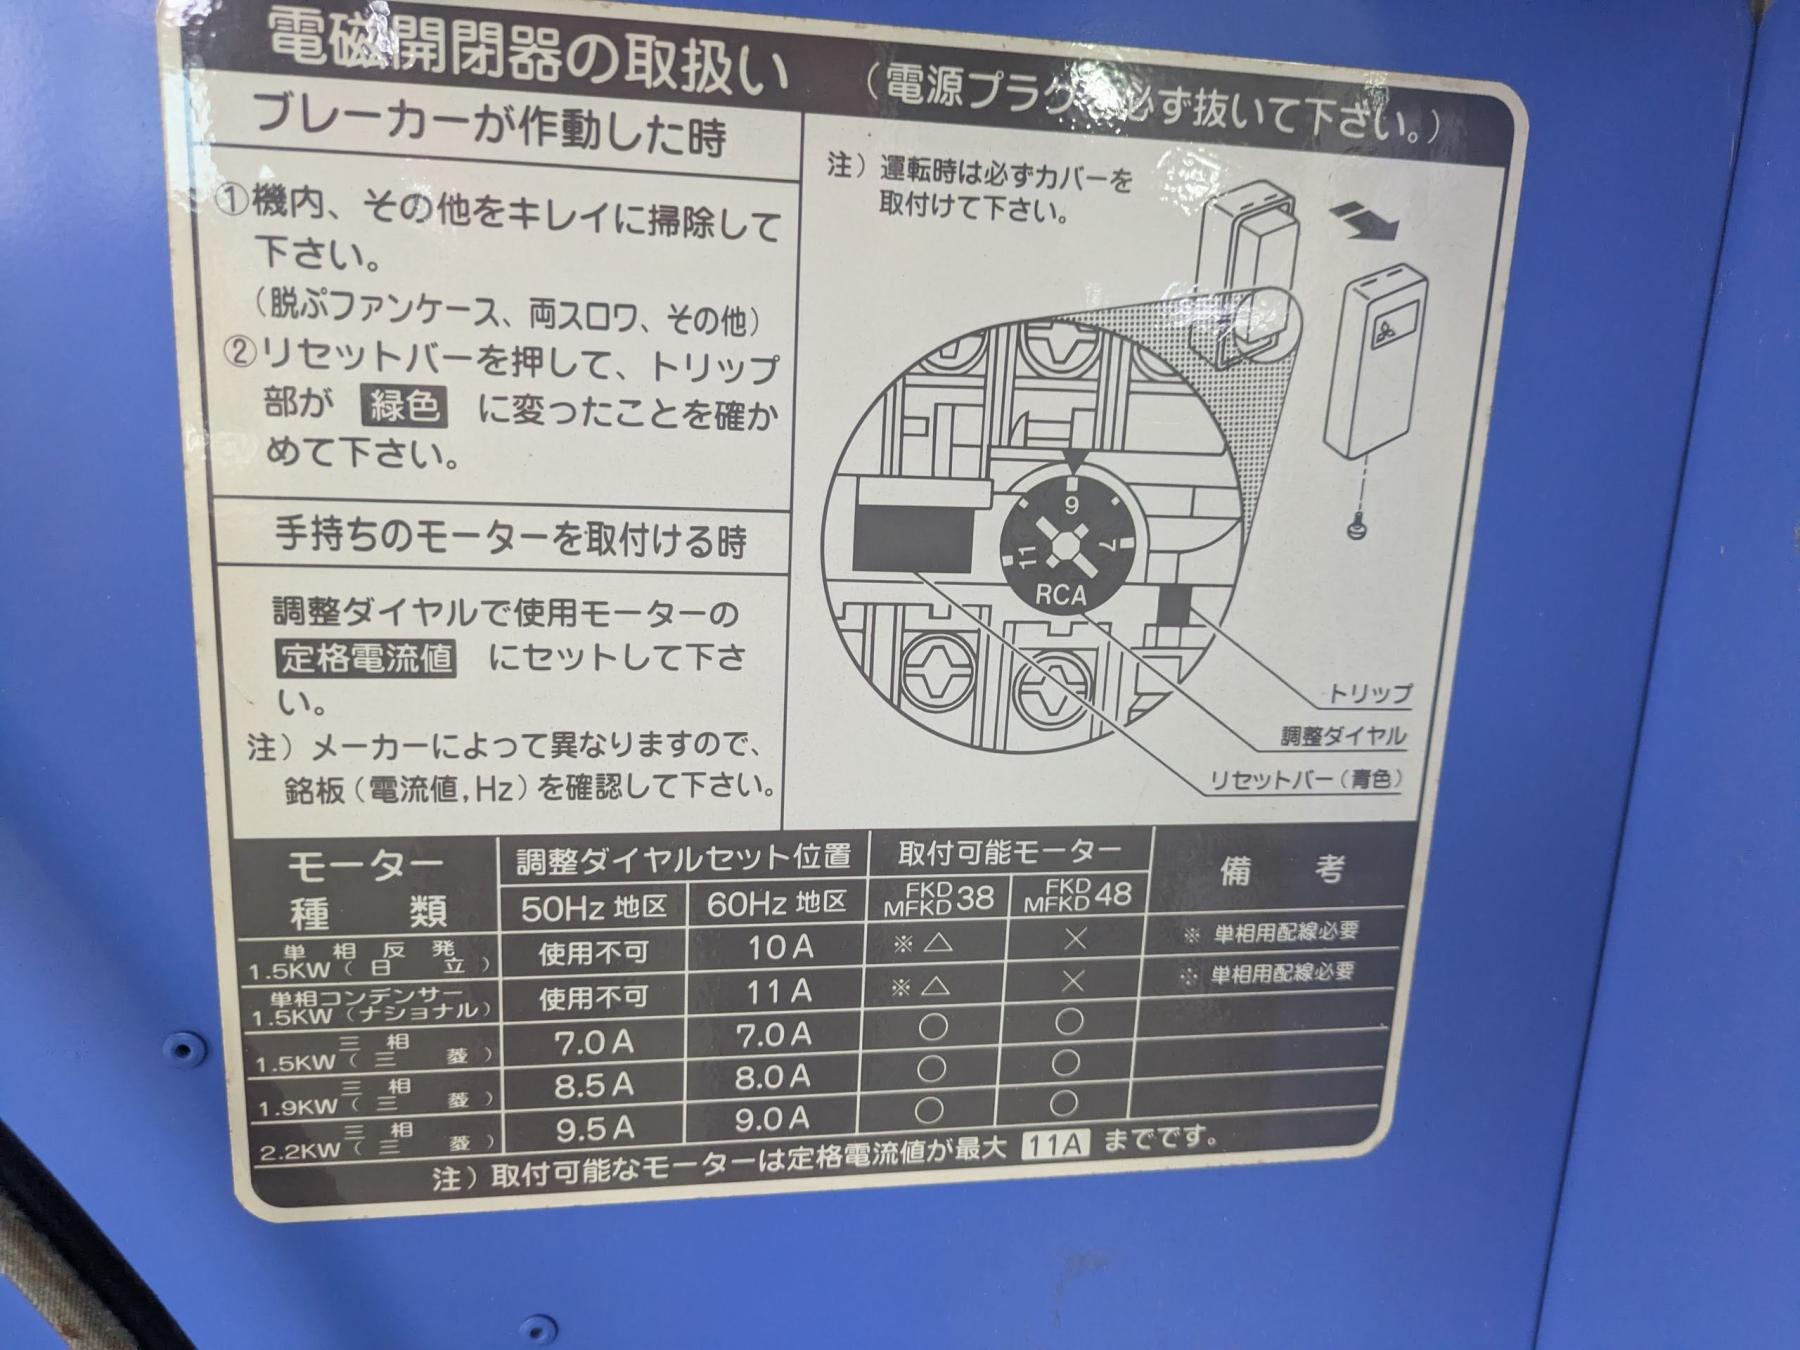 電磁開閉器の取扱い (電源プラグを必ず抜いて下さい。)
ブレーカーが作動した時
①機内、その他をキレイに掃除して
下さい。
(脱ぷファンケース、両スロワ、その他)
②リセットバーを押して、トリップ
部が 緑色 に変ったことを確か
めて下さい。
手持ちのモーターを取付ける時
調整ダイヤルで使用モーターの
定格電流値 にセットして下さ
い。
注)メーカーによって異なりますので、
銘板(電流値,Hz)を確認して下さい。
注)運転時は必ずカバーを
取付けて下さい。
9
7
11
RCA
トリップ
調整ダイヤル
リセットバー(青色)
モーター 種類 調整ダイヤルセット位置 取付可能モーター 備考
50Hz 地区 60Hz 地区 FKD MFKD 38 FKD MFKD 48
単相反発 1.5KW(日立) 使用不可 10A ※△ × ※ 単相用配線必要
単相コンデンサー 1.5KW(ナショナル) 使用不可 11A ※△ × ※ 単相用配線必要
三相 1.5KW(三菱) 7.0A 7.0A ○ ○
三相 1.9KW(三菱) 8.5A 8.0A ○ ○
三相 2.2KW(三菱) 9.5A 9.0A ○ ○
注)取付可能なモーターは定格電流値が最大 11A までです。